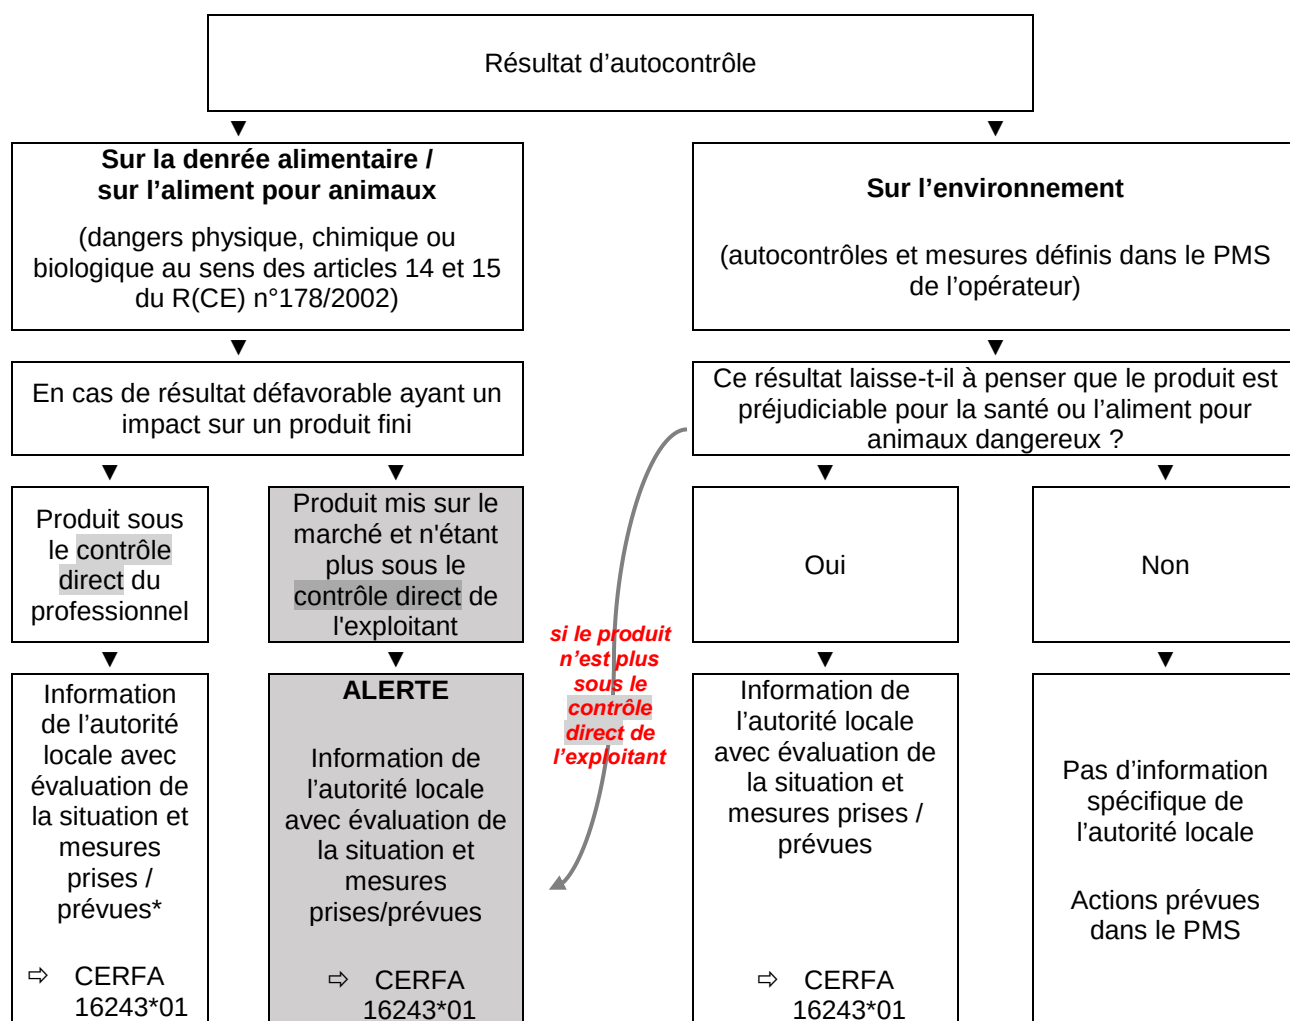 Résultat d’autocontrôle
Sur la denrée alimentaire /
sur l’aliment pour animaux
(dangers physique, chimique ou
biologique au sens des articles 14 et 15
du R(CE) n°178/2002)
Sur l’environnement
(autocontrôles et mesures définis dans le PMS
de l’opérateur)
En cas de résultat défavorable ayant un
impact sur un produit fini
Ce résultat laisse-t-il à penser que le produit est
préjudiciable pour la santé ou l’aliment pour
animaux dangereux ?
Produit sous
le contrôle
direct du
professionnel
Produit mis sur le
marché et n'étant
plus sous le
contrôle direct de
l'exploitant
Oui
Non
si le produit
n’est plus
sous le
contrôle
direct de
l’exploitant
Information
de l’autorité
locale avec
évaluation de
la situation et
mesures
prises /
prévues*
⇨ CERFA
16243*01
ALERTE
Information de
l’autorité locale
avec évaluation de
la situation et
mesures
prises/prévues
⇨ CERFA
16243*01
Information de
l’autorité locale
avec évaluation de
la situation et
mesures prises /
prévues
⇨ CERFA
16243*01
Pas d’information
spécifique de
l’autorité locale
Actions prévues
dans le PMS